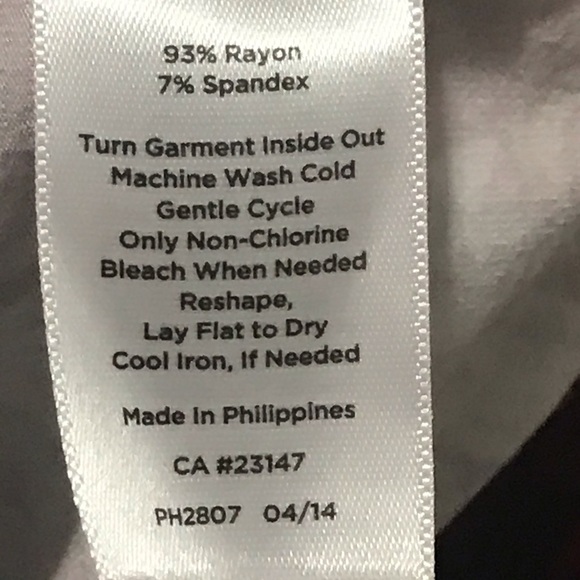 93% Rayon
7% Spandex
Turn Garment Inside Out
Machine Wash Cold
Gentle Cycle
Only Non-Chlorine
Bleach When Needed
Reshape,
Lay Flat to Dry
Cool Iron, If Needed
Made In Philippines
CA #23147
PH2807 04/14